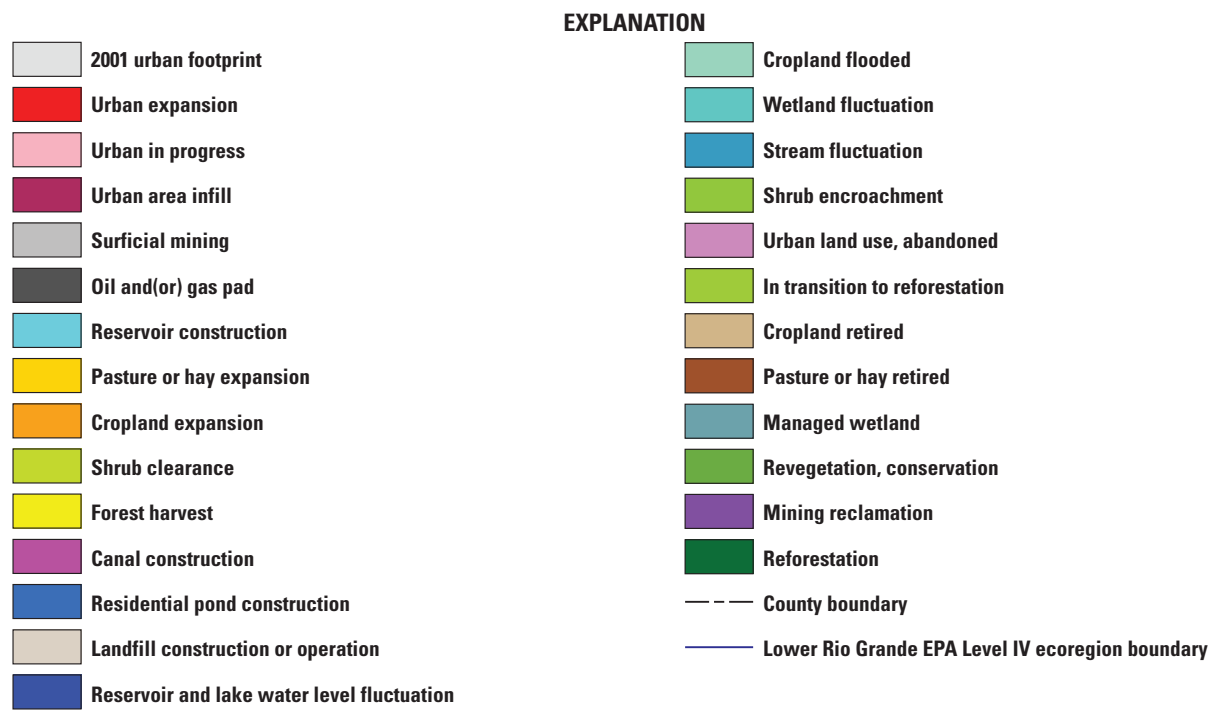 EXPLANATION
2001 urban footprint
Urban expansion
Urban in progress
Urban area infill
Surficial mining
Oil and(or) gas pad
Reservoir construction
Pasture or hay expansion
Cropland expansion
Shrub clearance
Forest harvest
Canal construction
Residential pond construction
Landfill construction or operation
Reservoir and lake water level fluctuation
Cropland flooded
Wetland fluctuation
Stream fluctuation
Shrub encroachment
Urban land use, abandoned
In transition to reforestation
Cropland retired
Pasture or hay retired
Managed wetland
Revegetation, conservation
Mining reclamation
Reforestation
County boundary
Lower Rio Grande EPA Level IV ecoregion boundary